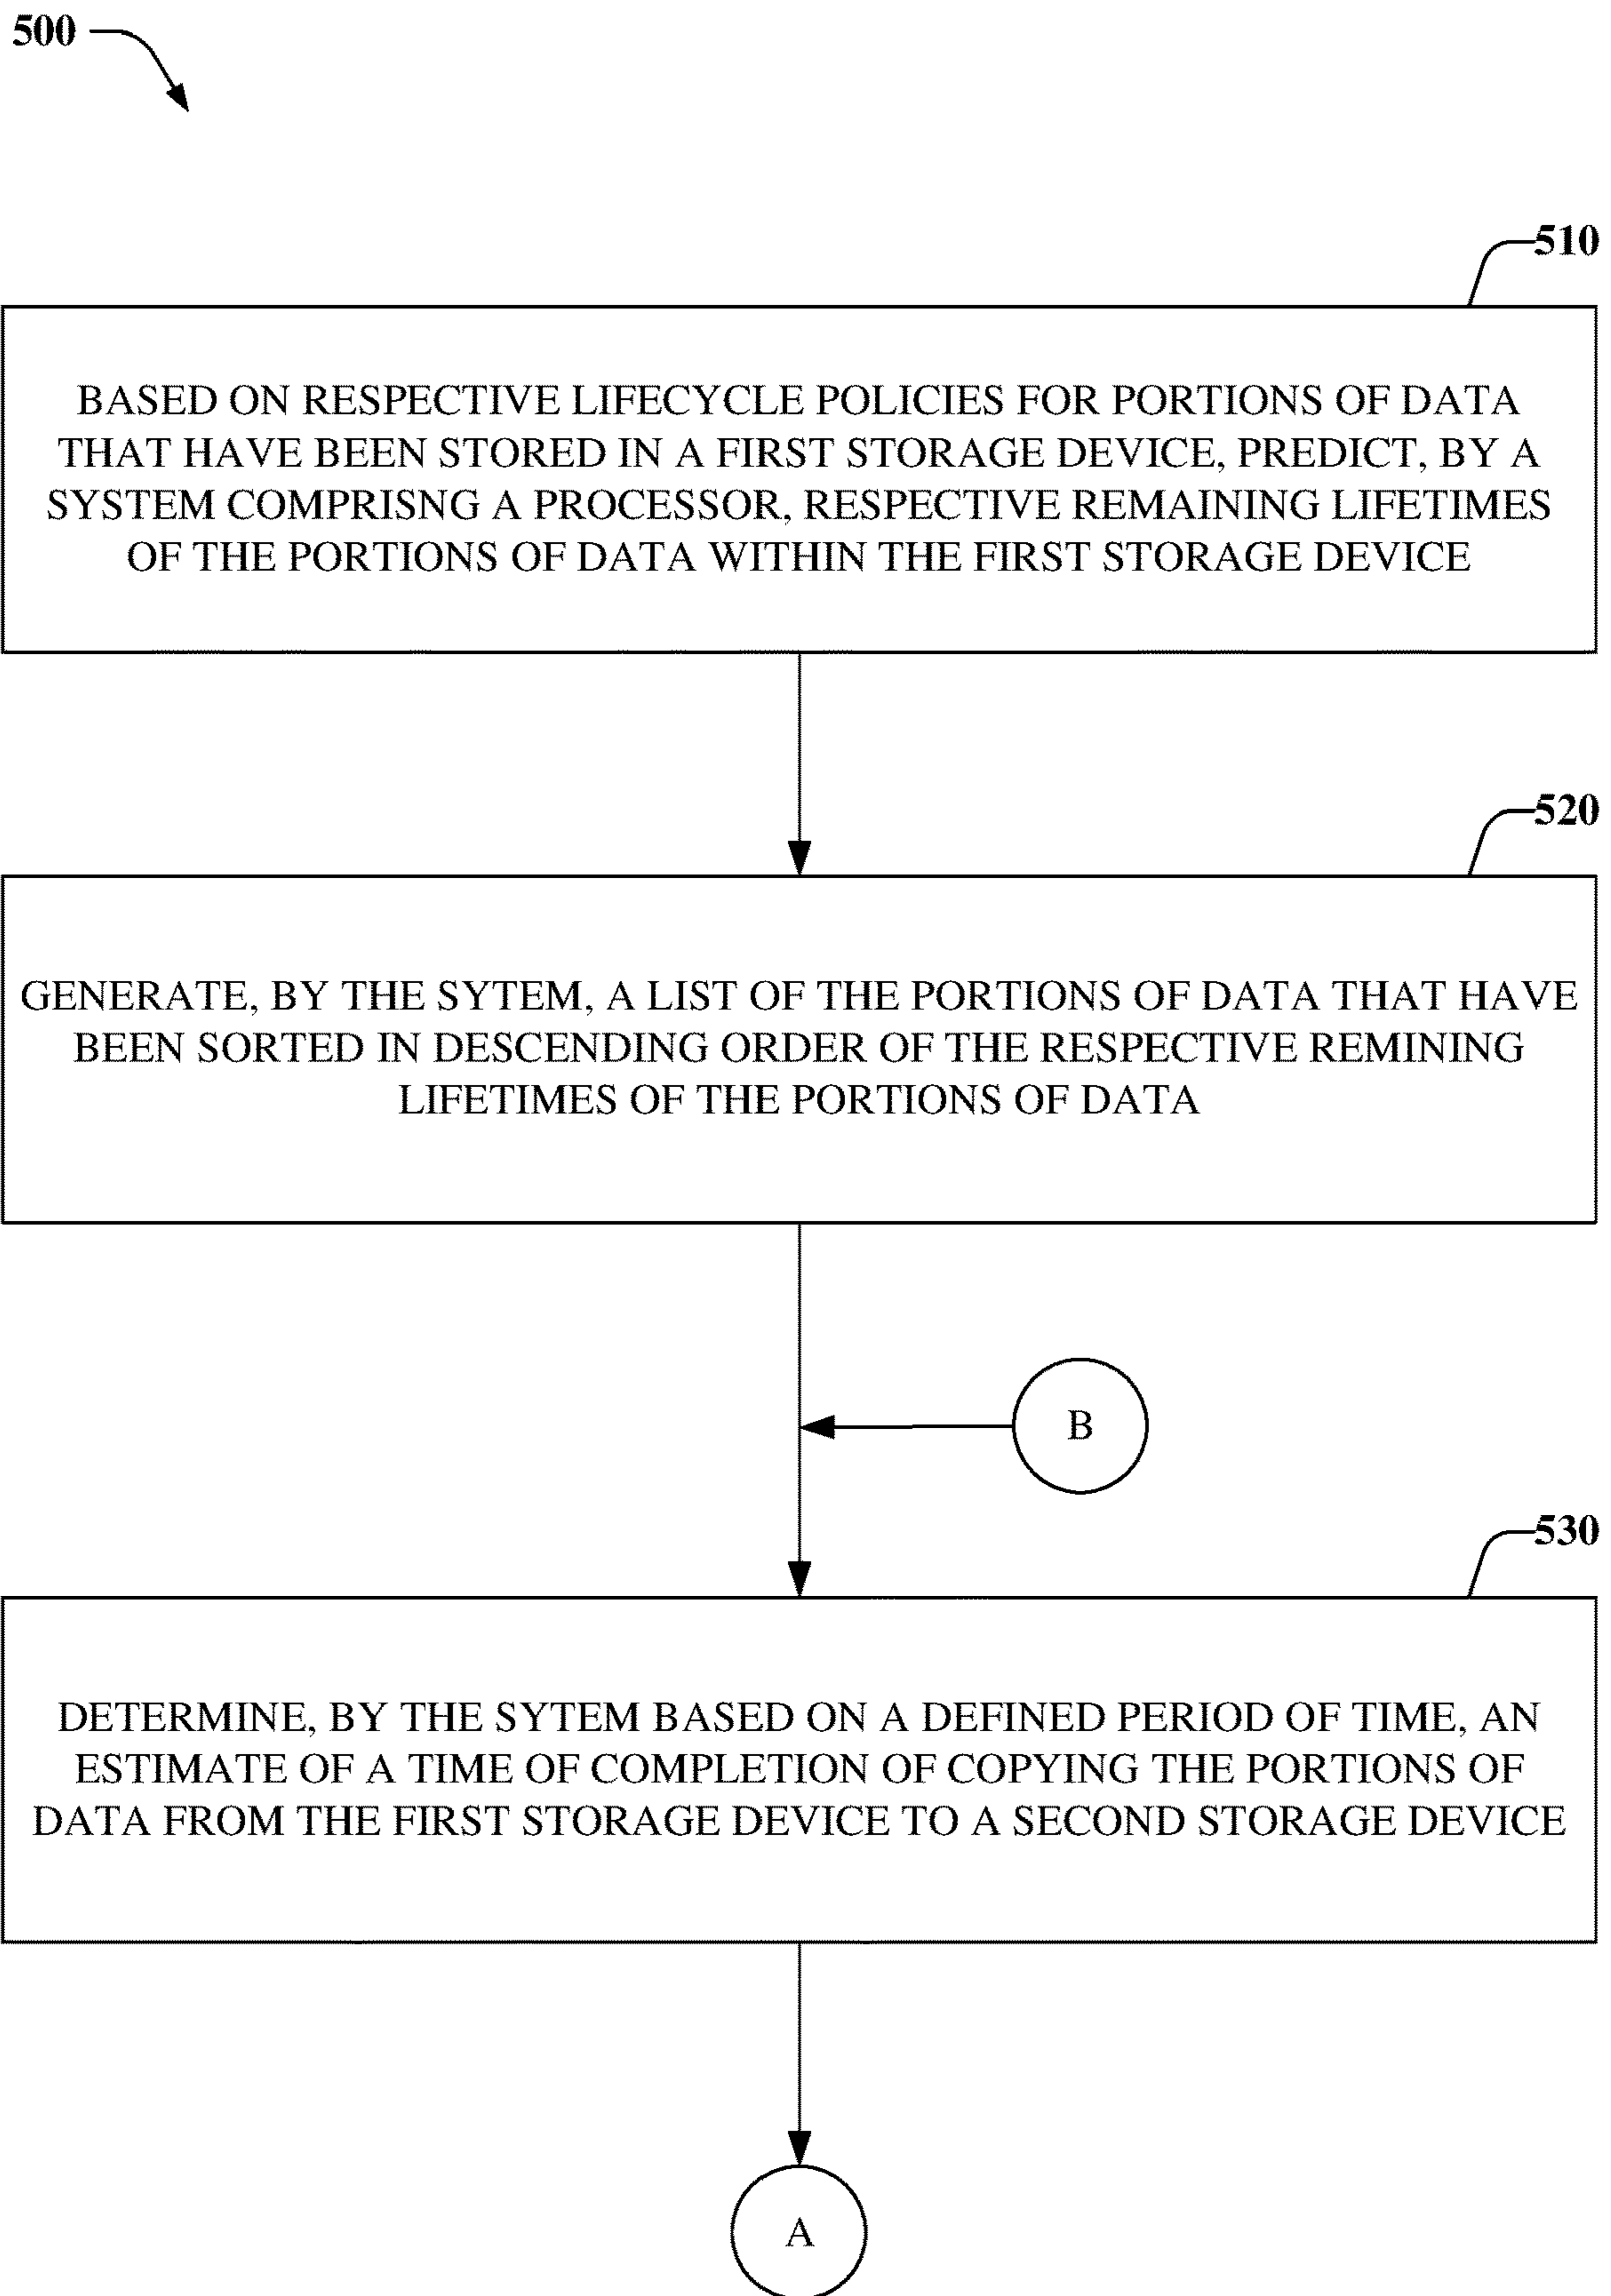 500
510
BASED ON RESPECTIVE LIFECYCLE POLICIES FOR PORTIONS OF DATA
THAT HAVE BEEN STORED IN A FIRST STORAGE DEVICE, PREDICT, BY A
SYSTEM COMPRISNG A PROCESSOR, RESPECTIVE REMAINING LIFETIMES
OF THE PORTIONS OF DATA WITHIN THE FIRST STORAGE DEVICE
520
GENERATE, BY THE SYTEM, A LIST OF THE PORTIONS OF DATA THAT HAVE
BEEN SORTED IN DESCENDING ORDER OF THE RESPECTIVE REMINING
LIFETIMES OF THE PORTIONS OF DATA
B
530
DETERMINE, BY THE SYTEM BASED ON A DEFINED PERIOD OF TIME, AN
ESTIMATE OF A TIME OF COMPLETION OF COPYING THE PORTIONS OF
DATA FROM THE FIRST STORAGE DEVICE TO A SECOND STORAGE DEVICE
A